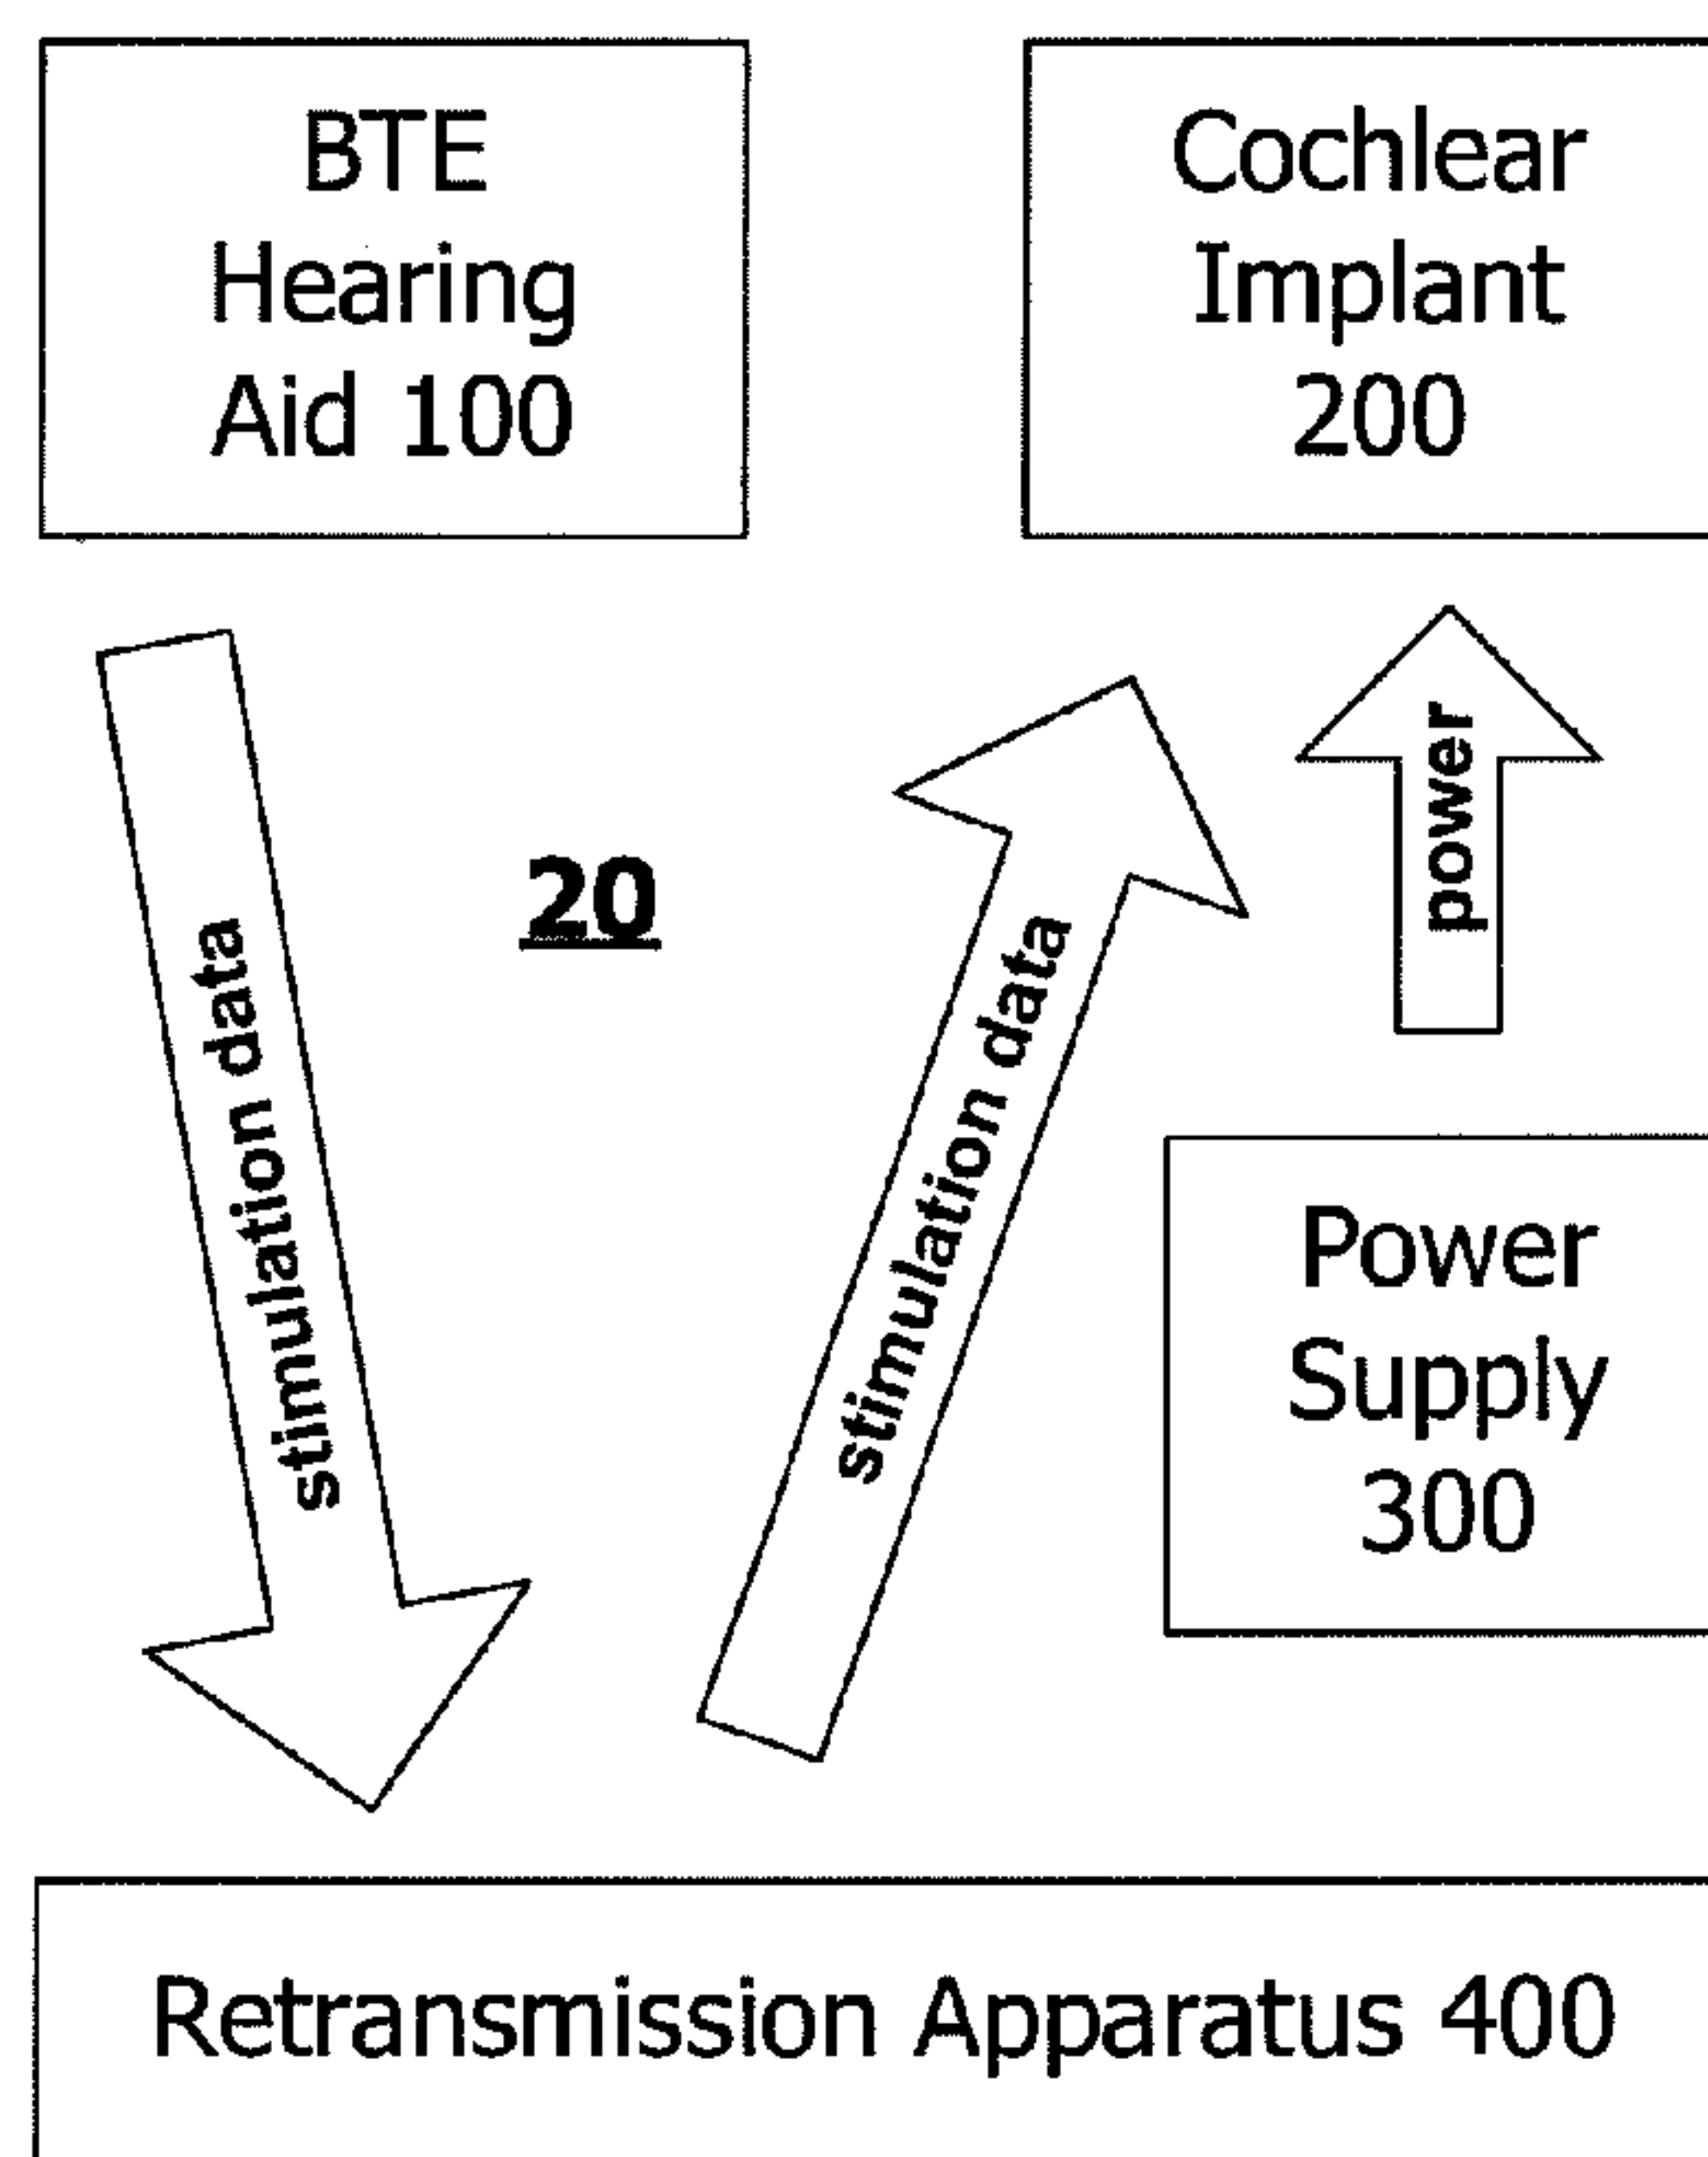 BTE
Hearing
Aid 100
Cochlear
Implant
200
power
20
stimulation data
stimulation data
Power
Supply
300
Retransmission Apparatus 400